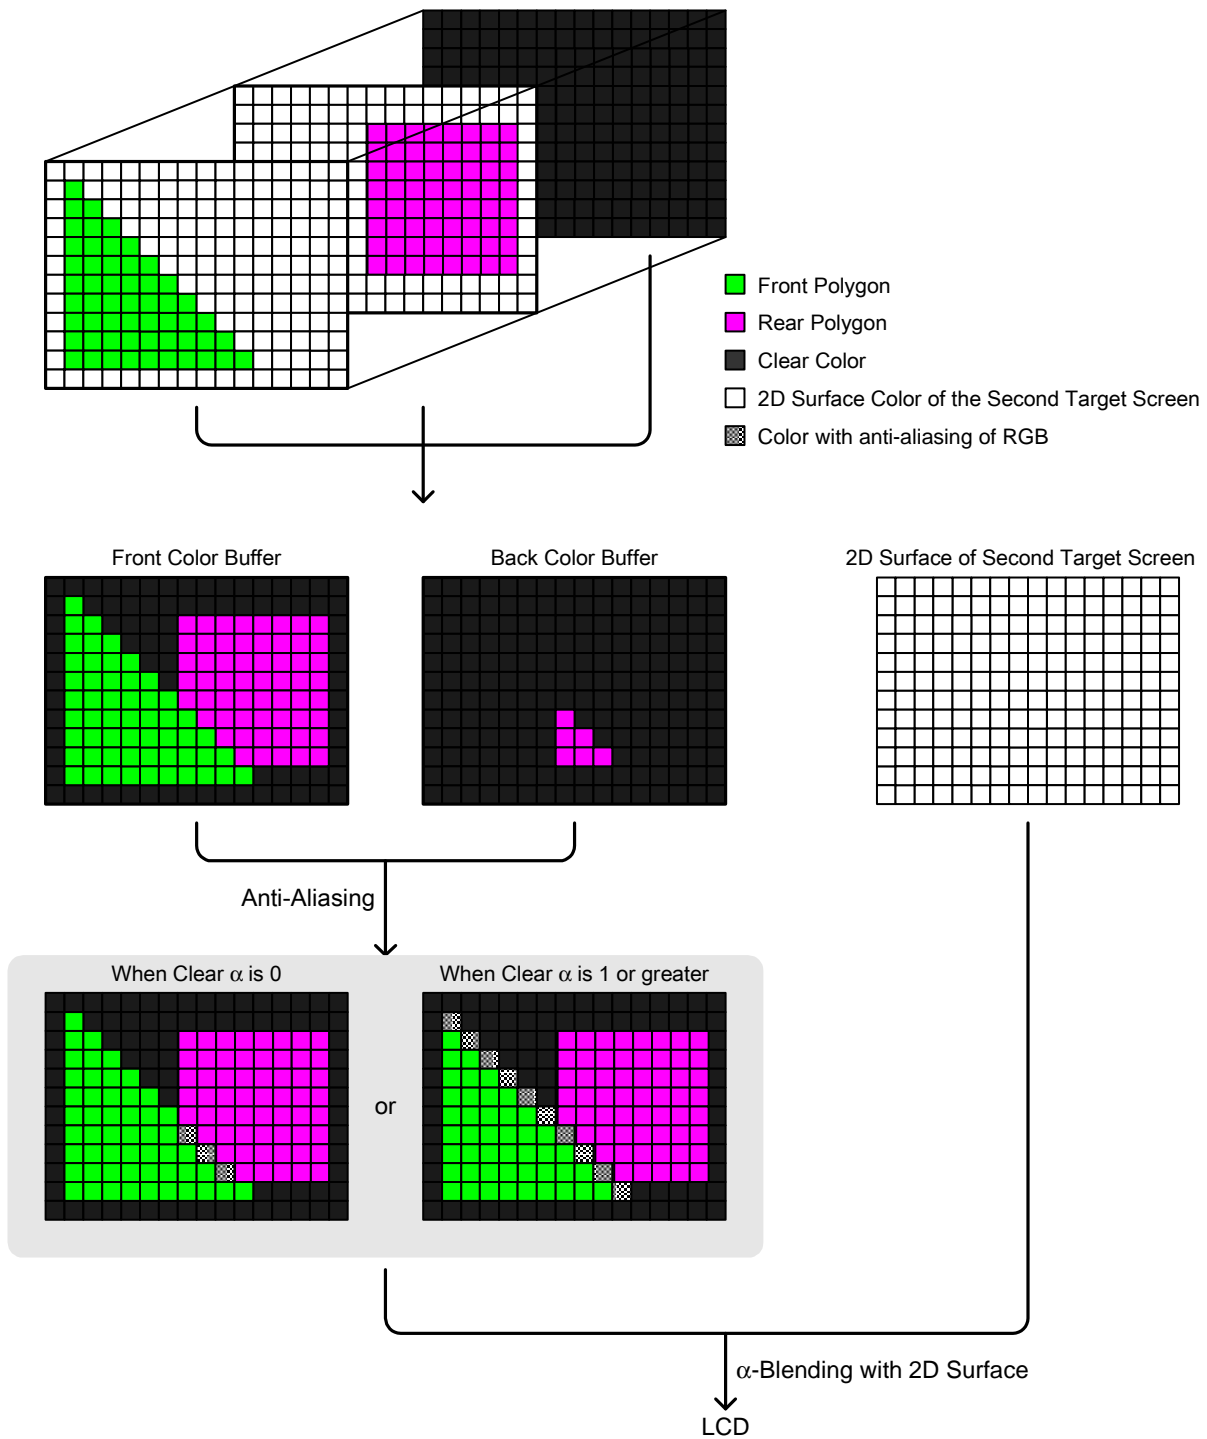 Front Polygon
Rear Polygon
Clear Color
2D Surface Color of the Second Target Screen
Color with anti-aliasing of RGB
Front Color Buffer
Back Color Buffer
2D Surface of Second Target Screen
Anti-Aliasing
When Clear α is 0
When Clear α is 1 or greater
or
α-Blending with 2D Surface
LCD